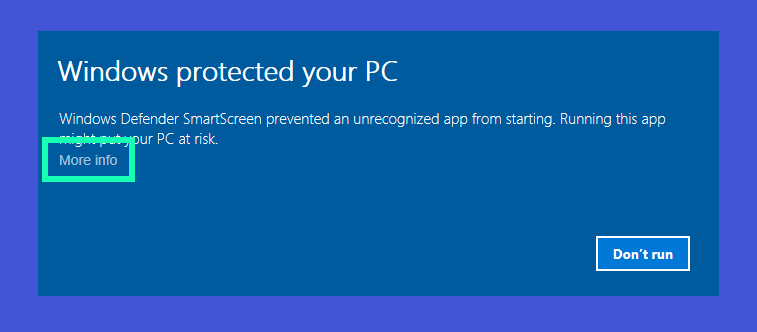 Windows protected your PC
Windows Defender SmartScreen prevented an unrecognized app from starting. Running this app
might put your PC at risk.
More info
Don't run